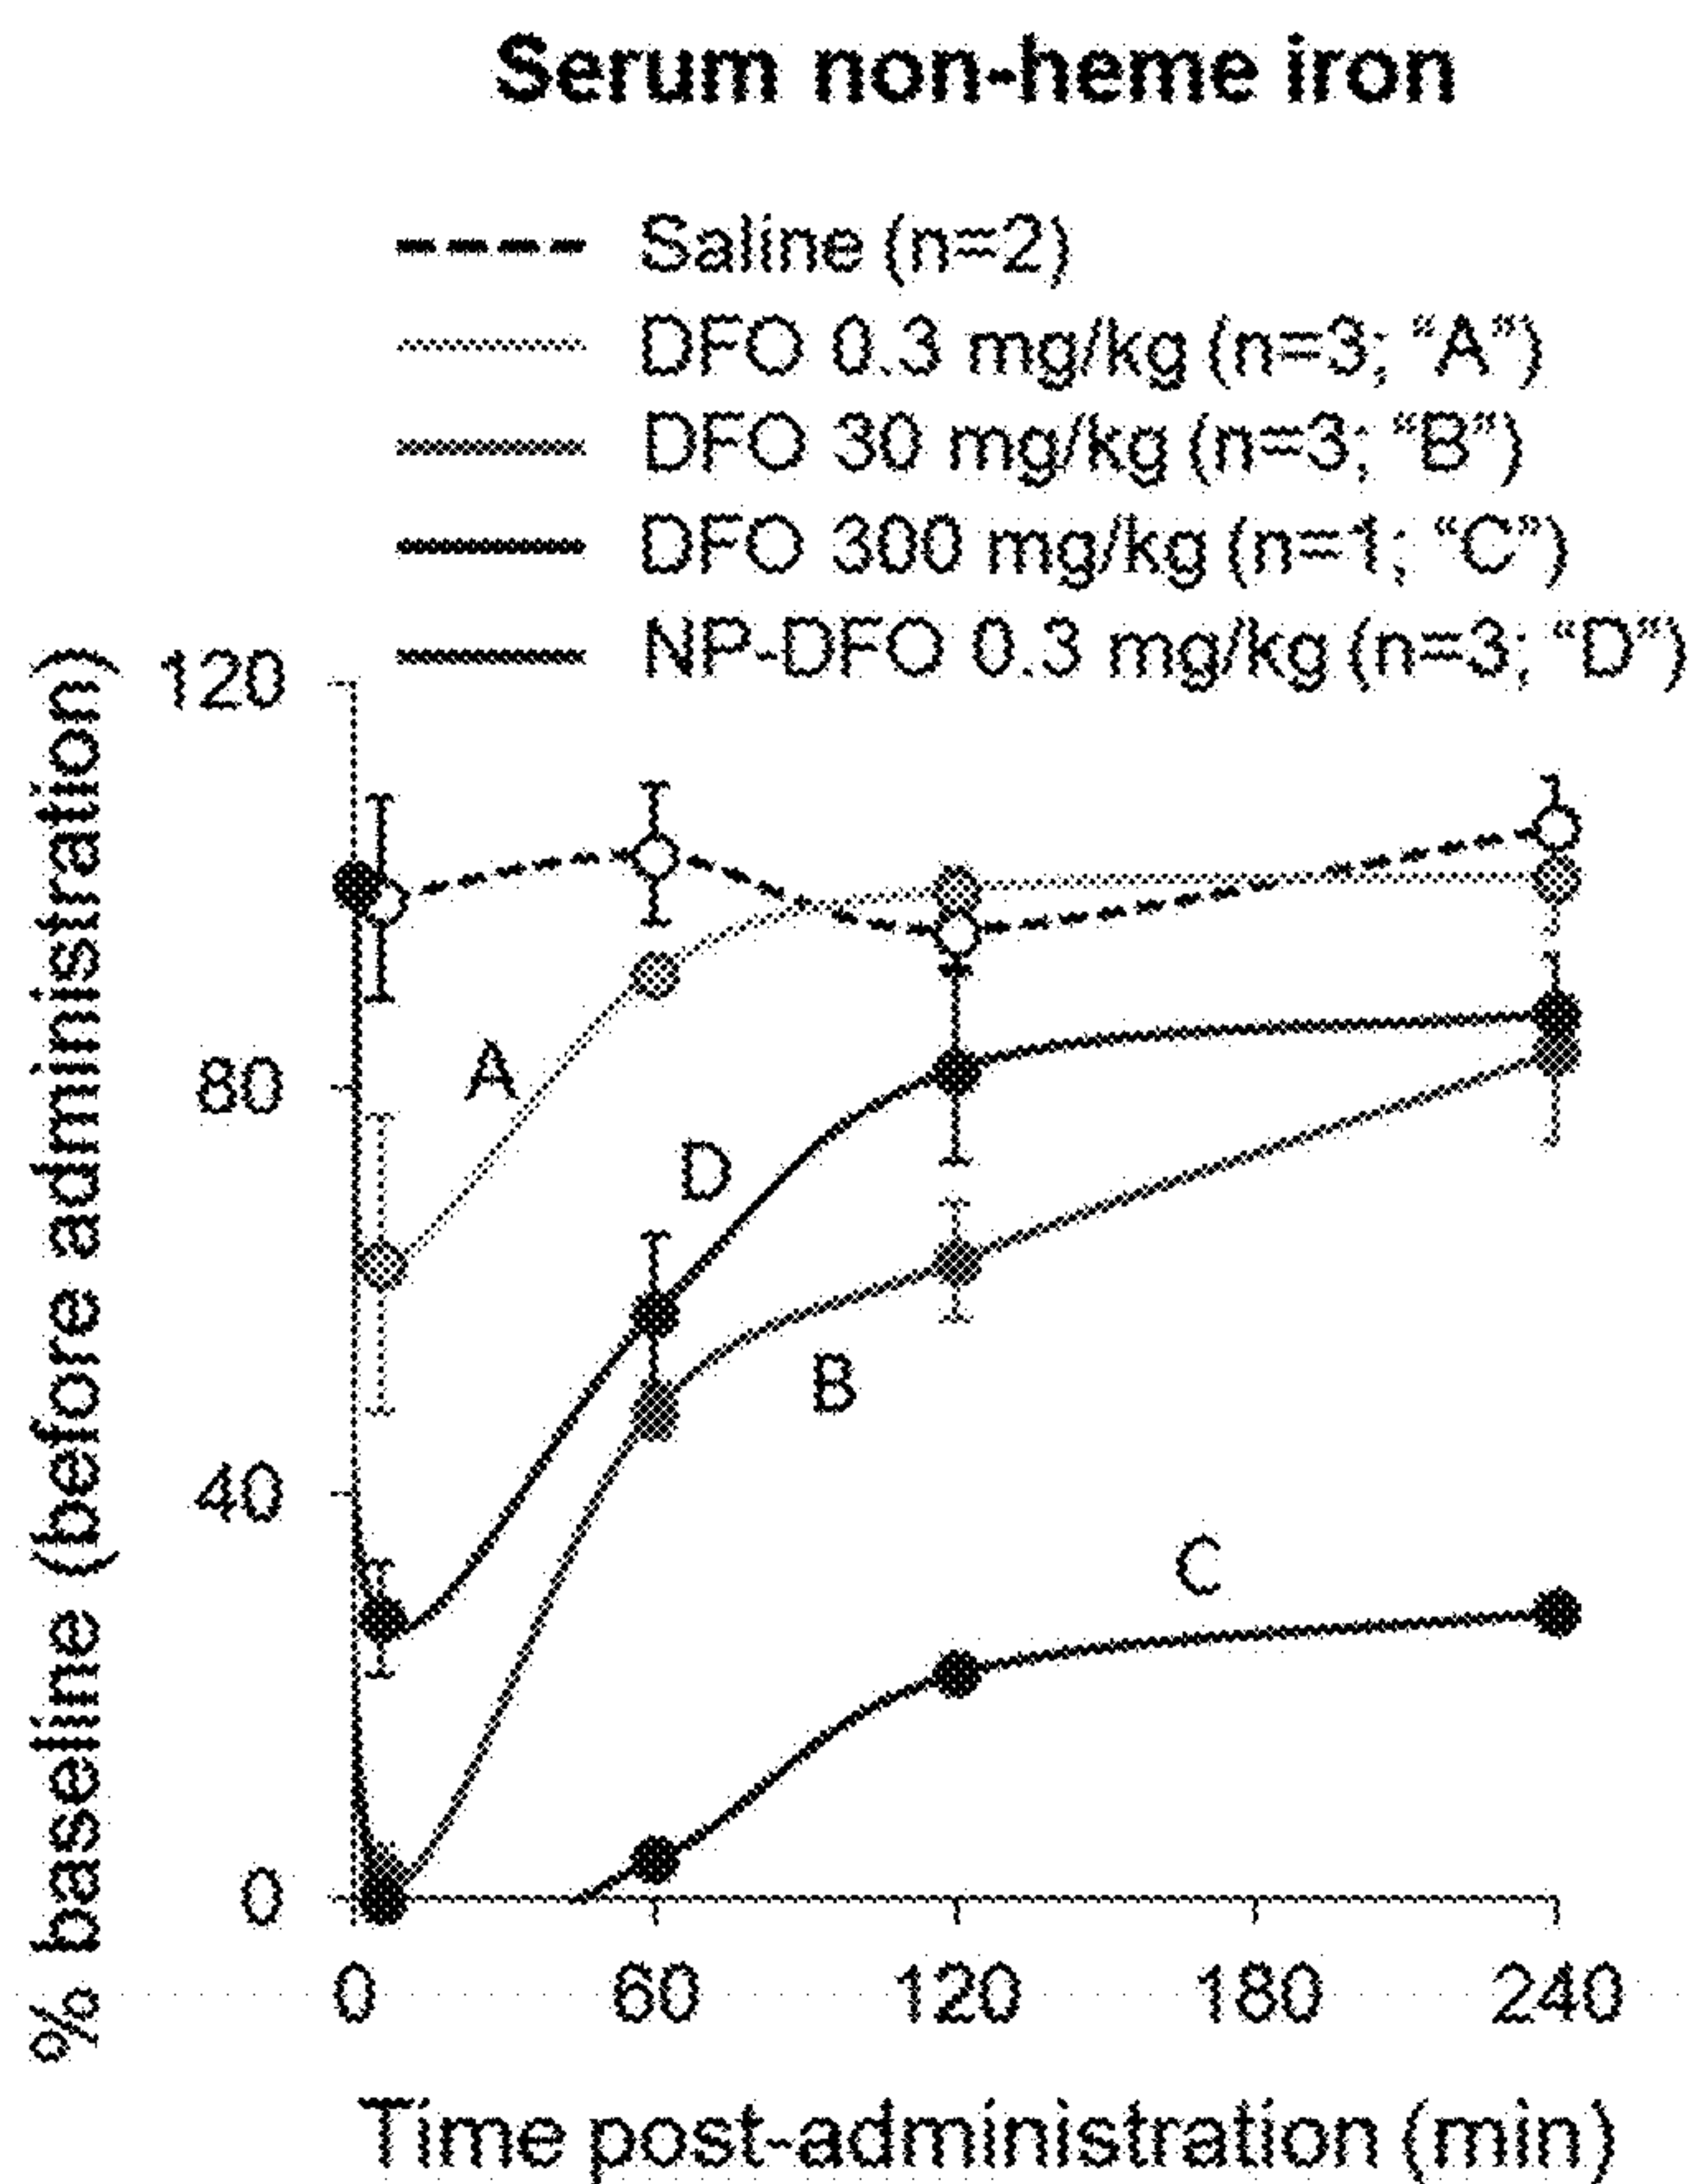 Serum non-heme iron
Saline (n=2)
DFO 0.3 mg/kg (n=3; “A”)
DFO 30 mg/kg (n=3; “B”)
DFO 300 mg/kg (n=1; “C”)
NP-DFO 0.3 mg/kg (n=3; “D”)
% baseline (before administration)
120
80
40
0
A
D
B
C
0 60 120 180 240
Time post-administration (min)